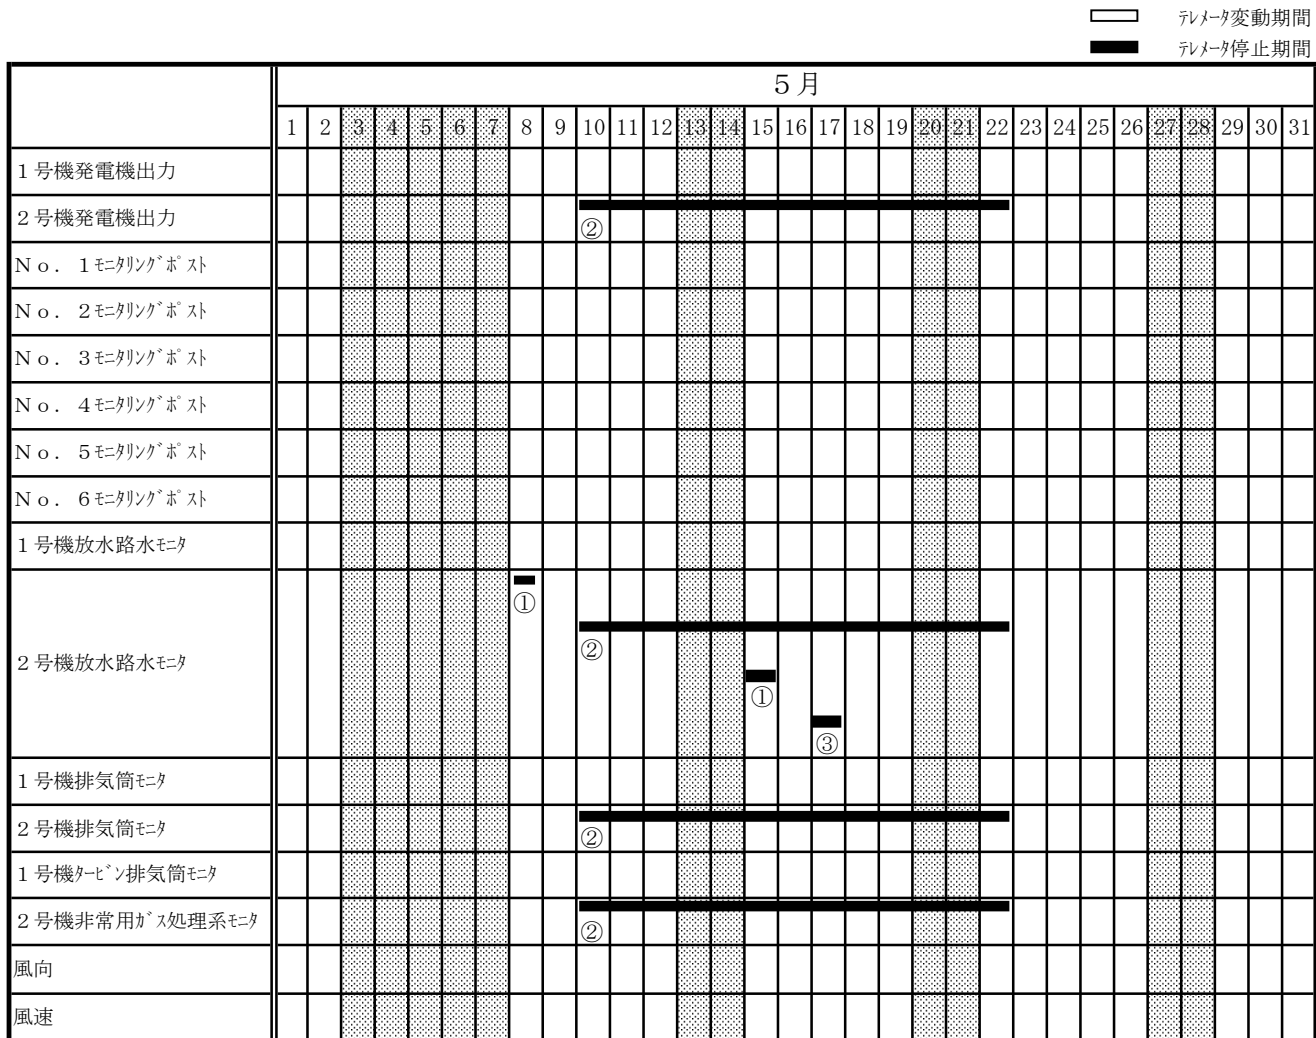 ﾃﾚﾒｰﾀ変動期間
ﾃﾚﾒｰﾀ停止期間
５月
1 2 3 4 5 6 7 8 9 10 11 12 13 14 15 16 17 18 19 20 21 22 23 24 25 26 27 28 29 30 31
１号機発電機出力
２号機発電機出力
②
Ｎｏ．１ﾓﾆﾀﾘﾝｸﾞﾎﾟｽﾄ
Ｎｏ．２ﾓﾆﾀﾘﾝｸﾞﾎﾟｽﾄ
Ｎｏ．３ﾓﾆﾀﾘﾝｸﾞﾎﾟｽﾄ
Ｎｏ．４ﾓﾆﾀﾘﾝｸﾞﾎﾟｽﾄ
Ｎｏ．５ﾓﾆﾀﾘﾝｸﾞﾎﾟｽﾄ
Ｎｏ．６ﾓﾆﾀﾘﾝｸﾞﾎﾟｽﾄ
１号機放水路水ﾓﾆﾀ
２号機放水路水ﾓﾆﾀ
①
②
①
③
１号機排気筒ﾓﾆﾀ
２号機排気筒ﾓﾆﾀ
②
１号機ﾀｰﾋﾞﾝ排気筒ﾓﾆﾀ
２号機非常用ｶﾞｽ処理系ﾓﾆﾀ
②
風向
風速